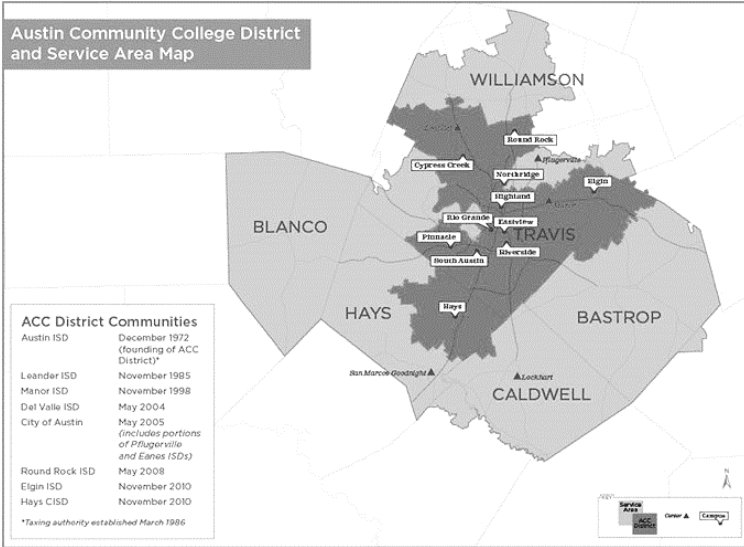 Austin Community College District
and Service Area Map
WILLIAMSON
Leander
Round Rock
Pflugerville
Cypress Creek
Northridge
Elgin
Highland
Rio Grande
Eastview
BLANCO
TRAVIS
Pinnacle
Riverside
South Austin
HAYS
Hays
BASTROP
San Marcos Goodnight
Lockhart
CALDWELL
ACC District Communities
Austin ISD December 1972
(founding of ACC
District)*
Leander ISD November 1985
Manor ISD November 1998
Del Valle ISD May 2004
City of Austin May 2005
(includes portions
of Pflugerville
and Eanes ISDs)
Round Rock ISD May 2008
Elgin ISD November 2010
Hays CISD November 2010
*Taxing authority established March 1986
N
Service
Area
ACC
District
Center
Campus